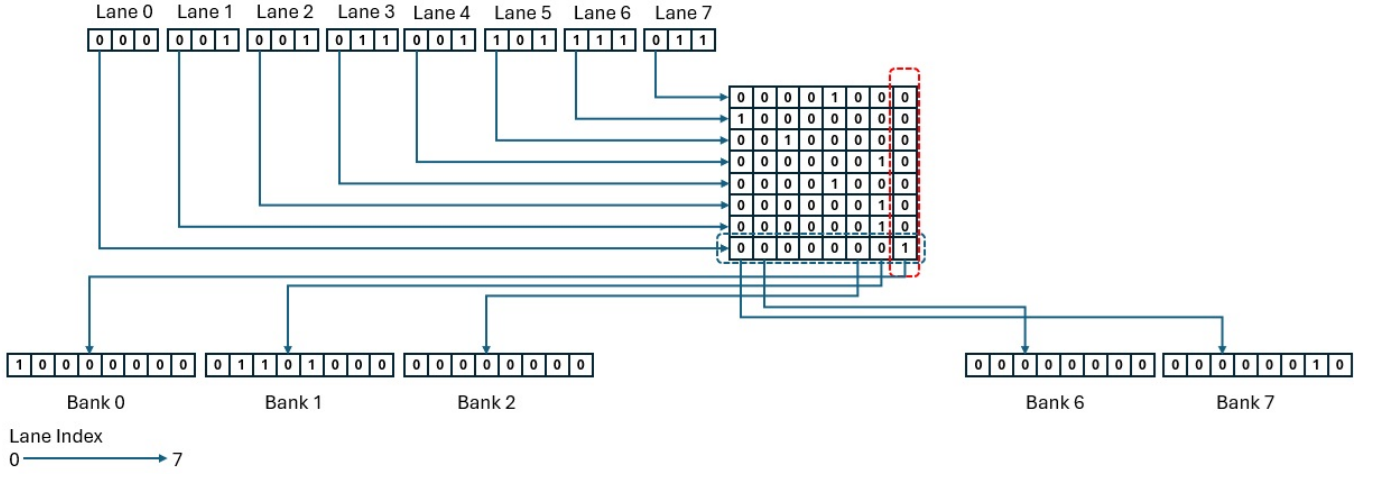 Lane 0 Lane 1 Lane 2 Lane 3 Lane 4 Lane 5 Lane 6 Lane 7
0 0 0 0 0 1 0 0 1 0 1 1 0 0 1 1 0 1 1 1 1 0 1 1
0 0 0 0 1 0 0 0
1 0 0 0 0 0 0 0
0 0 1 0 0 0 0 0
0 0 0 0 0 0 1 0
0 0 0 0 1 0 0 0
0 0 0 0 0 0 1 0
0 0 0 0 0 0 1 0
0 0 0 0 0 0 0 1
1 0 0 0 0 0 0 0 0 1 1 0 1 0 0 0 0 0 0 0 0 0 0 0 0 0 0 0 0 0 0 0 0 0 0 0 0 0 1 0
Bank 0 Bank 1 Bank 2 Bank 6 Bank 7
Lane Index
0 7